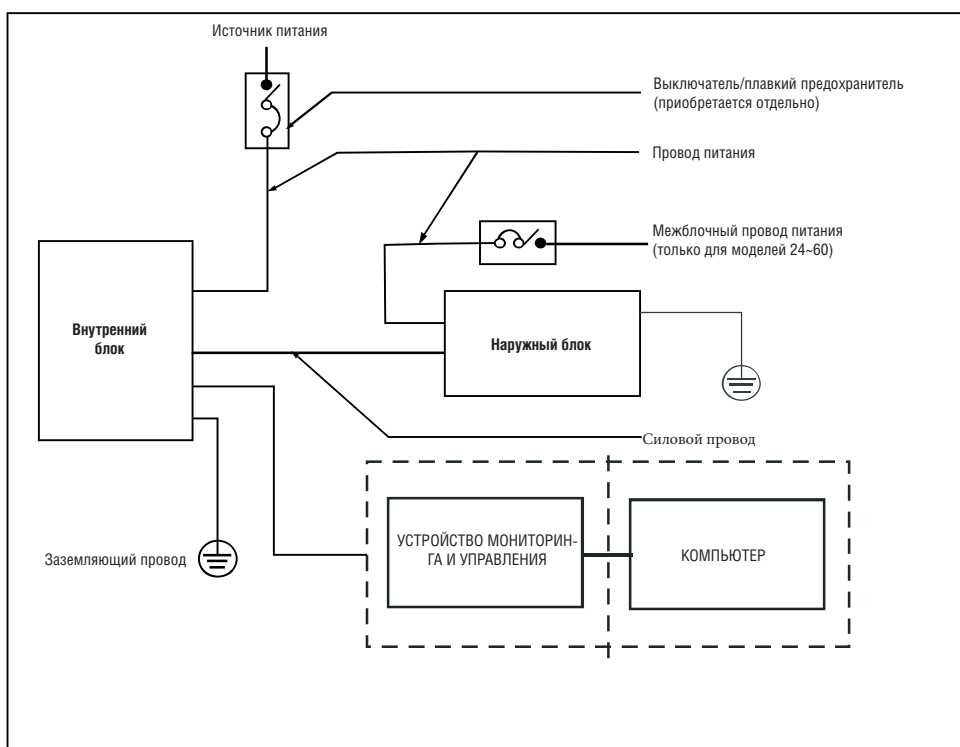 Источник питания
Выключатель/плавкий предохранитель
(приобретается отдельно)
Провод питания
Межблочный провод питания
(только для моделей 24~60)
Внутренний
блок
Наружный блок
Силовой провод
УСТРОЙСТВО МОНИТОРИН-
ГА И УПРАВЛЕНИЯ
КОМПЬЮТЕР
Заземляющий провод